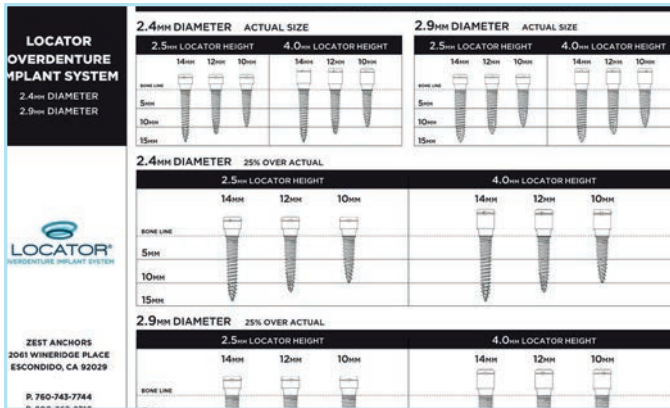 LOCATOR
OVERDENTURE
IMPLANT SYSTEM
2.4MM DIAMETER
2.9MM DIAMETER
LOCATOR®
OVERDENTURE IMPLANT SYSTEM
ZEST ANCHORS
2061 WINERIDGE PLACE
ESCONDIDO, CA 92029
P. 760-743-7744
2.4MM DIAMETER ACTUAL SIZE
2.5MM LOCATOR HEIGHT 4.0MM LOCATOR HEIGHT
14MM 12MM 10MM 14MM 12MM 10MM
BONE LINE
5MM
10MM
15MM
2.9MM DIAMETER ACTUAL SIZE
2.5MM LOCATOR HEIGHT 4.0MM LOCATOR HEIGHT
14MM 12MM 10MM 14MM 12MM 10MM
BONE LINE
5MM
10MM
15MM
2.4MM DIAMETER 25% OVER ACTUAL
2.5MM LOCATOR HEIGHT 4.0MM LOCATOR HEIGHT
14MM 12MM 10MM 14MM 12MM 10MM
BONE LINE
5MM
10MM
15MM
2.9MM DIAMETER 25% OVER ACTUAL
2.5MM LOCATOR HEIGHT 4.0MM LOCATOR HEIGHT
14MM 12MM 10MM 14MM 12MM 10MM
BONE LINE